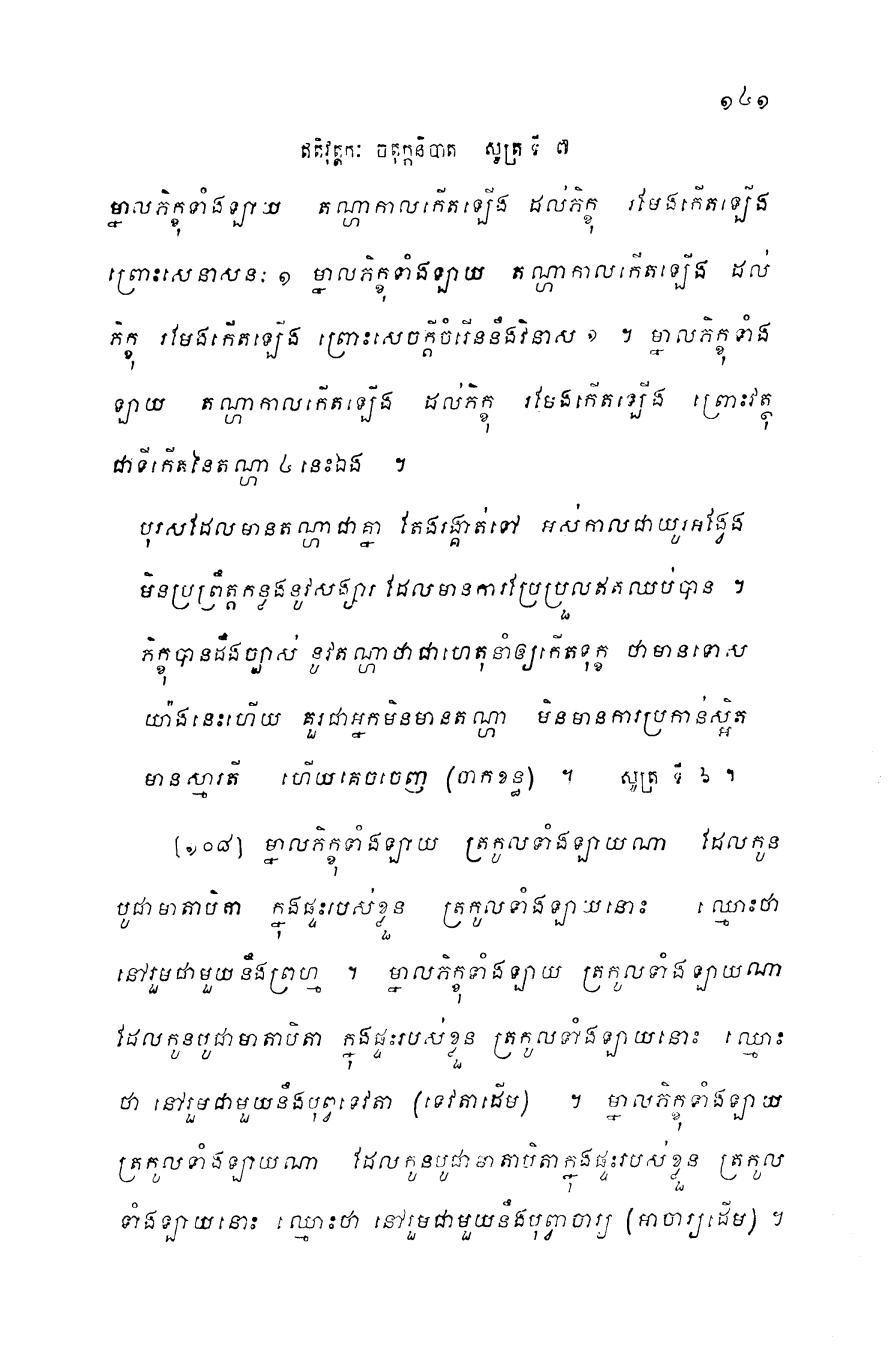 ១៤១
ឥតិវុត្តកៈ ចតុក្កនិបាត សូត្រ ទី ៧
ម្នាលភិក្ខុទាំងឡាយ តណ្ហាកាលកើតឡើង ដល់ភិក្ខុ រមែងកើតឡើង
ព្រោះសេនាសនៈ ១ ម្នាលភិក្ខុទាំងឡាយ តណ្ហាកាលកើតឡើង ដល់
ភិក្ខុ រមែងកើតឡើង ព្រោះសេចក្តីចំរើននឹងវិនាស ១ ។ ម្នាលភិក្ខុទាំង
ឡាយ តណ្ហាកាលកើតឡើង ដល់ភិក្ខុ រមែងកើតឡើង ព្រោះវត្ថុ
ជាទីកើតនៃតណ្ហា ៤ នេះឯង ។
បុរសដែលមានតណ្ហាជាគ្នា តែងរង្គាត់ទៅ អស់កាលជាយូរអង្វែង
មិនប្រព្រឹត្តកន្លងនូវសង្សារ ដែលមានការប្រែប្រួលឥតឈប់បាន ។
ភិក្ខុបានដឹងច្បាស់ នូវតណ្ហាថាជាហេតុនាំឲ្យកើតទុក្ខ ថាមានទោស
យ៉ាងនេះហើយ គួរជាអ្នកមិនមានតណ្ហា មិនមានការប្រកាន់ស្អិត
មានស្មារតី ហើយគេចចេញ (ចាកខន្ធ) ។ សូត្រ ទី ៦ ។
[១០៨] ម្នាលភិក្ខុទាំងឡាយ ត្រកូលទាំងឡាយណា ដែលកូន
បូជាមាតាបិតា ក្នុងផ្ទះរបស់ខ្លួន ត្រកូលទាំងឡាយនោះ ឈ្មោះថា
នៅរួមជាមួយនឹងព្រហ្ម ។ ម្នាលភិក្ខុទាំងឡាយ ត្រកូលទាំងឡាយណា
ដែលកូនបូជាមាតាបិតា ក្នុងផ្ទះរបស់ខ្លួន ត្រកូលទាំងឡាយនោះ ឈ្មោះ
ថា នៅរួមជាមួយនឹងបុព្វទេវតា (ទេវតាដើម) ។ ម្នាលភិក្ខុទាំងឡាយ
ត្រកូលទាំងឡាយណា ដែលកូនបូជាមាតាបិតាក្នុងផ្ទះរបស់ខ្លួន ត្រកូល
ទាំងឡាយនោះ ឈ្មោះថា នៅរួមជាមួយនឹងបុព្វាចារ្យ (អាចារ្យដើម) ។